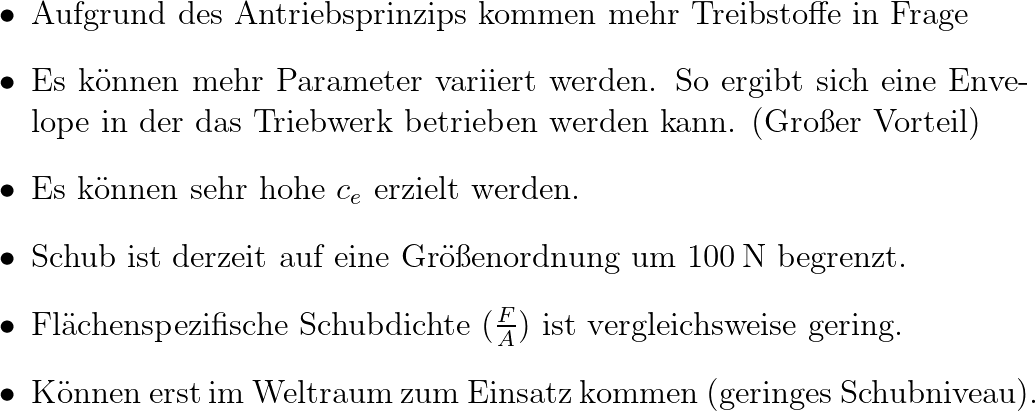 • Aufgrund des Antriebsprinzips kommen mehr Treibstoffe in Frage
• Es können mehr Parameter variiert werden. So ergibt sich eine Enve-
lope in der das Triebwerk betrieben werden kann. (Großer Vorteil)
• Es können sehr hohe $c_e$ erzielt werden.
• Schub ist derzeit auf eine Größenordnung um 100 N begrenzt.
• Flächenspezifische Schubdichte ($\frac{F}{A}$) ist vergleichsweise gering.
• Können erst im Weltraum zum Einsatz kommen (geringes Schubniveau).